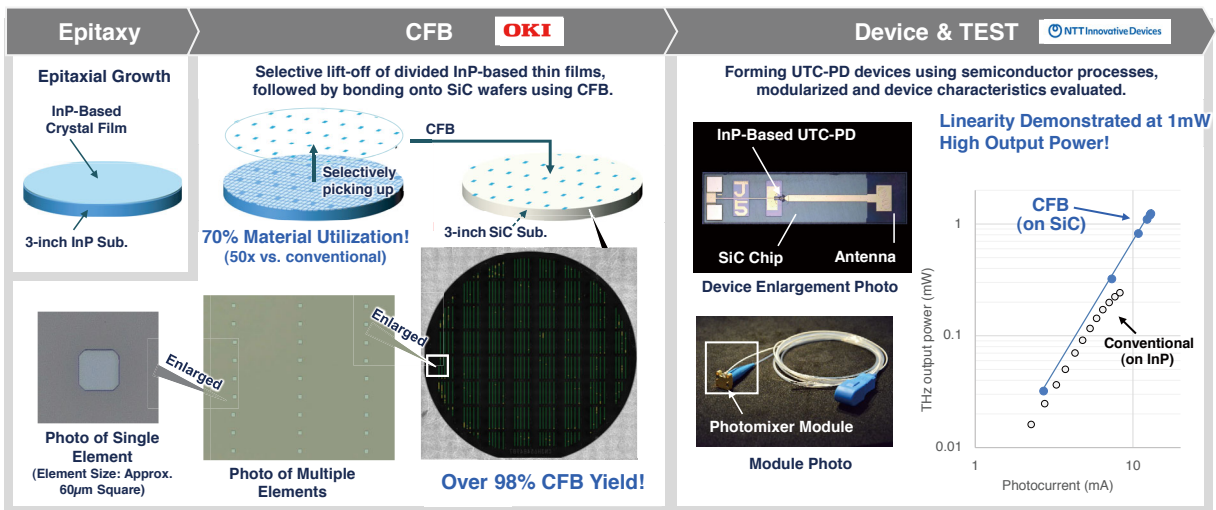 Epitaxy
CFB
OKI
Device & TEST
NTT Innovative Devices
Epitaxial Growth
InP-Based
Crystal Film
3-inch InP Sub.
Selective lift-off of divided InP-based thin films,
followed by bonding onto SiC wafers using CFB.
CFB
Selectively
picking up
70% Material Utilization!
(50x vs. conventional)
3-inch SiC Sub.
Enlarged
Enlarged
Photo of Single
Element
(Element Size: Approx.
60µm Square)
Photo of Multiple
Elements
Over 98% CFB Yield!
Forming UTC-PD devices using semiconductor processes,
modularized and device characteristics evaluated.
InP-Based UTC-PD
J
5
SiC Chip
Antenna
Device Enlargement Photo
Photomixer Module
Module Photo
Linearity Demonstrated at 1mW
High Output Power!
CFB
(on SiC)
Conventional
(on InP)
THz output power (mW)
1
0.1
0.01
1
10
Photocurrent (mA)